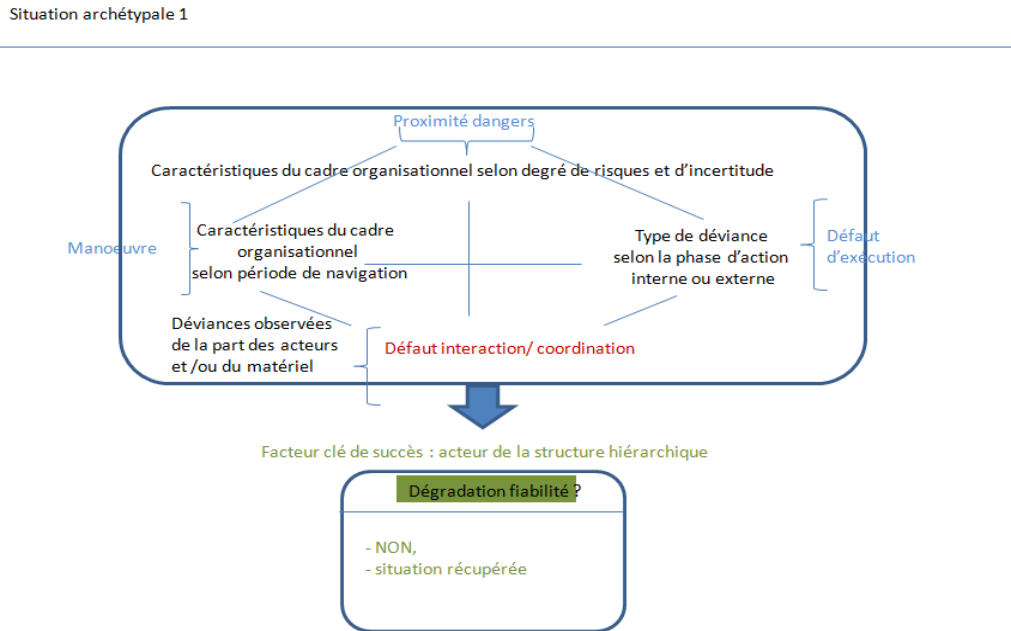 Situation archétypale 1
Proximité dangers
Caractéristiques du cadre organisationnel selon degré de risques et d'incertitude
Manoeuvre
Caractéristiques du cadre
organisationnel
selon période de navigation
Type de déviance
selon la phase d'action
interne ou externe
Défaut
d'exécution
Déviances observées
de la part des acteurs
et /ou du matériel
Défaut interaction/ coordination
Facteur clé de succès : acteur de la structure hiérarchique
Dégradation fiabilité ?
- NON,
- situation récupérée